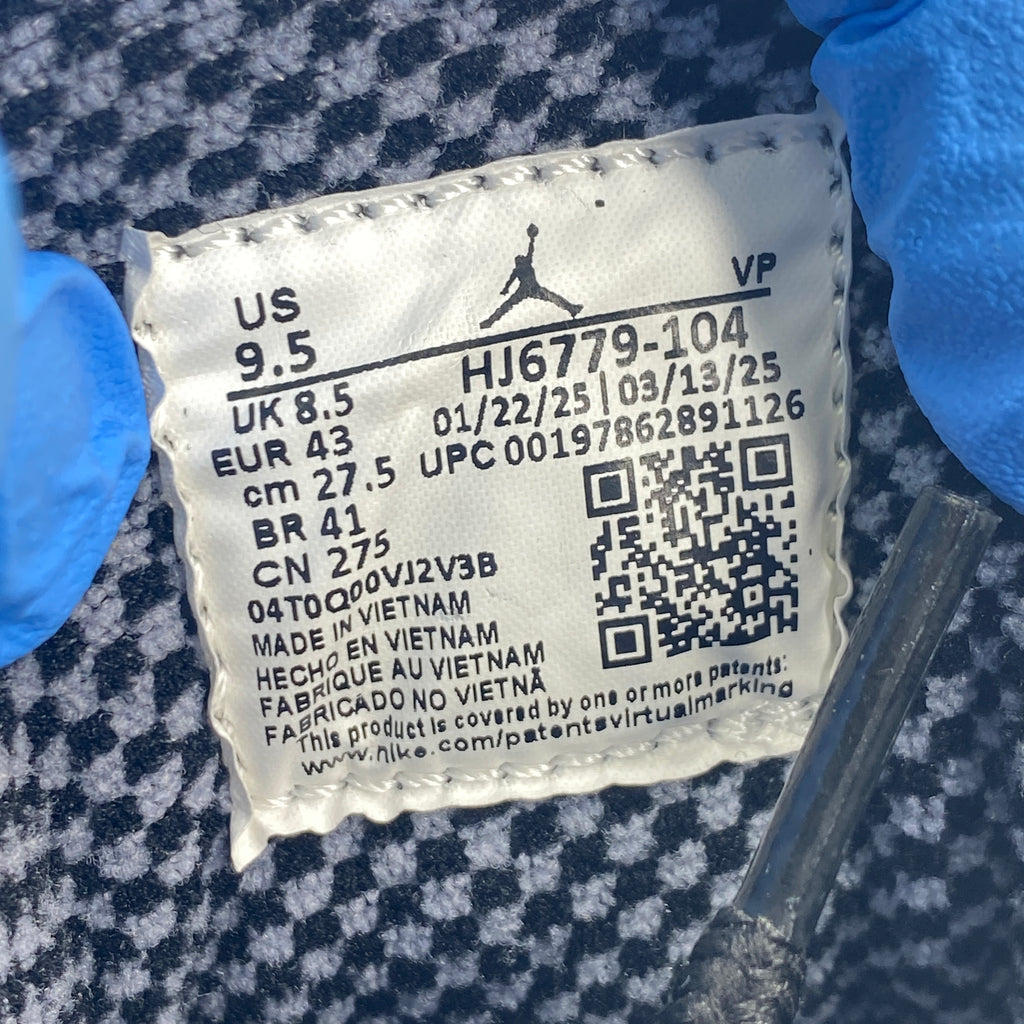 US
9.5
VP
UK 8.5
EUR 43
cm 27.5
BR 41
CN 275
HJ6779-104
01/22/25 | 03/13/25
UPC 00197862891126
04T0Q00VJ2V3B
MADE IN VIETNAM
HECHO EN VIETNAM
FABRIQUE AU VIETNAM
FABRICADO NO VIETNÃ
This product is covered by one or more patents:
www.nike.com/patentsvirtualmarking